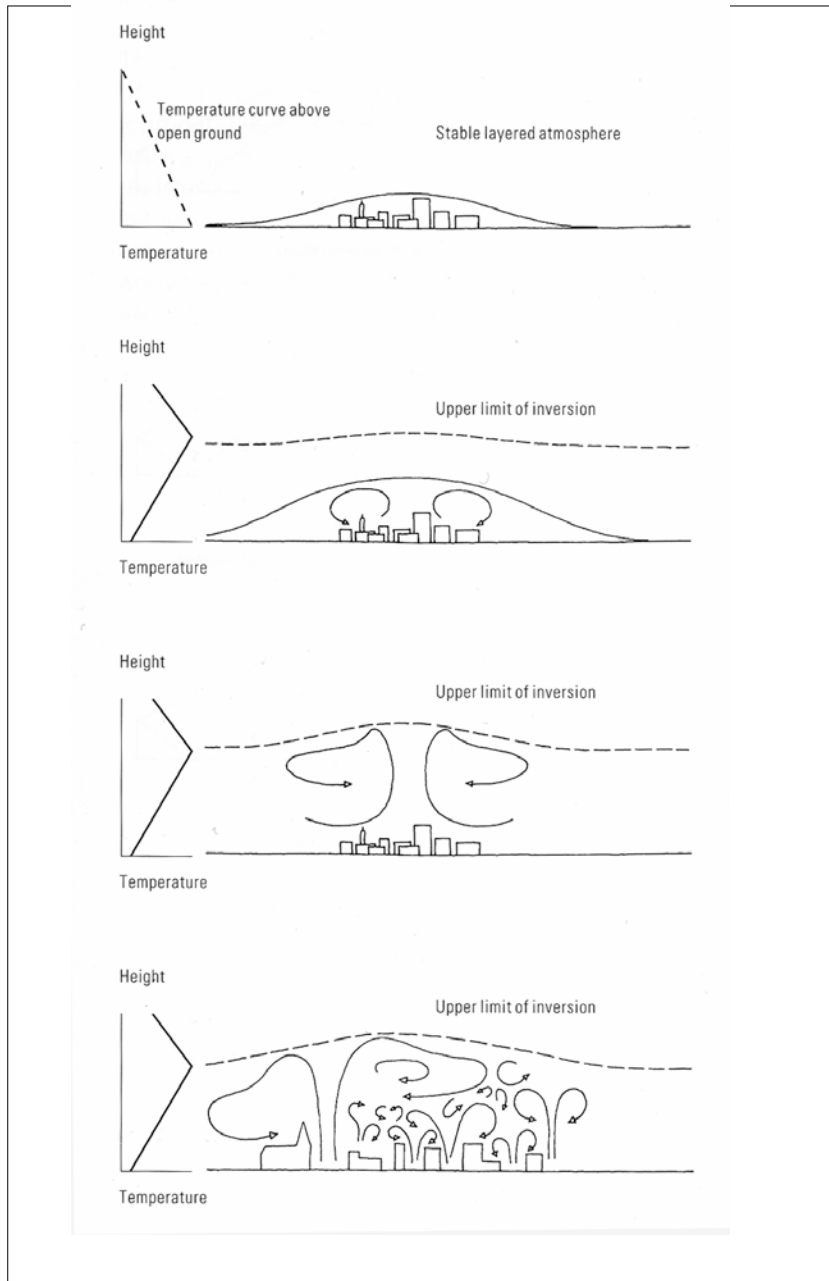 Height
Temperature curve above
open ground
Stable layered atmosphere
Temperature
Height
Upper limit of inversion
Temperature
Height
Upper limit of inversion
Temperature
Height
Upper limit of inversion
Temperature